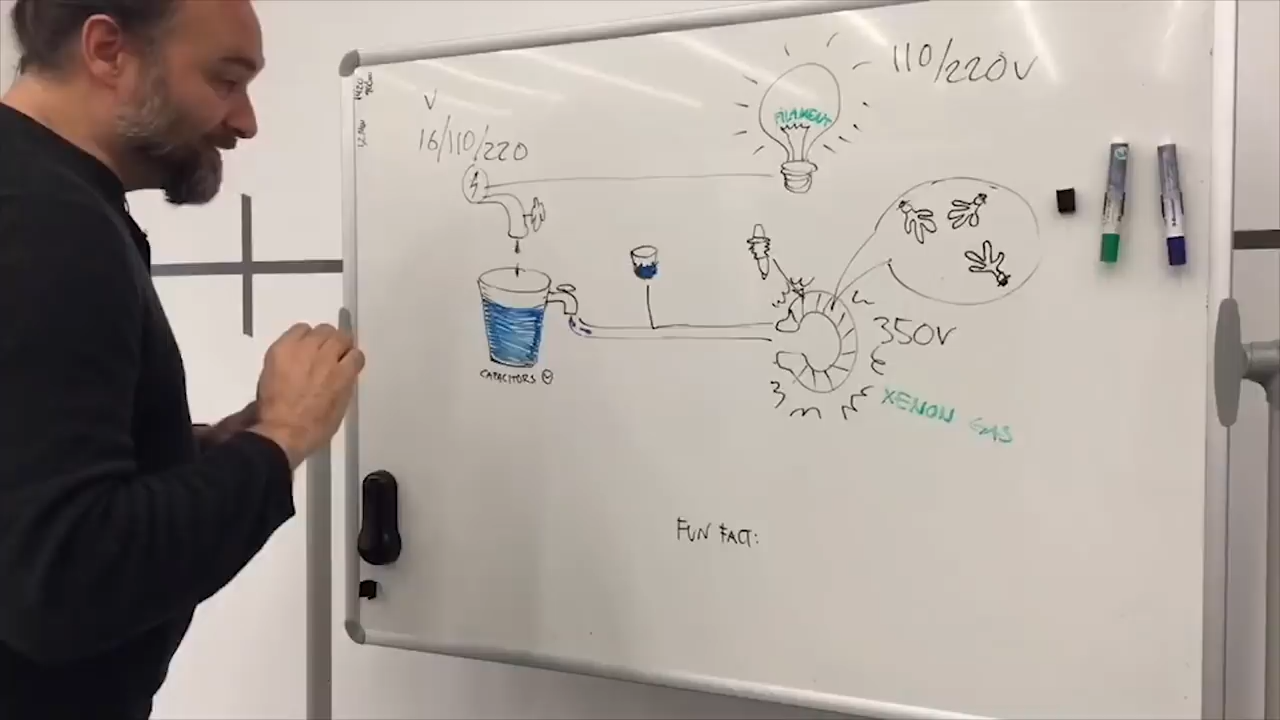 V
16/110/220
FILAMENT
110/220V
CAPACITORS
350V
XENON GAS
FUN FACT: